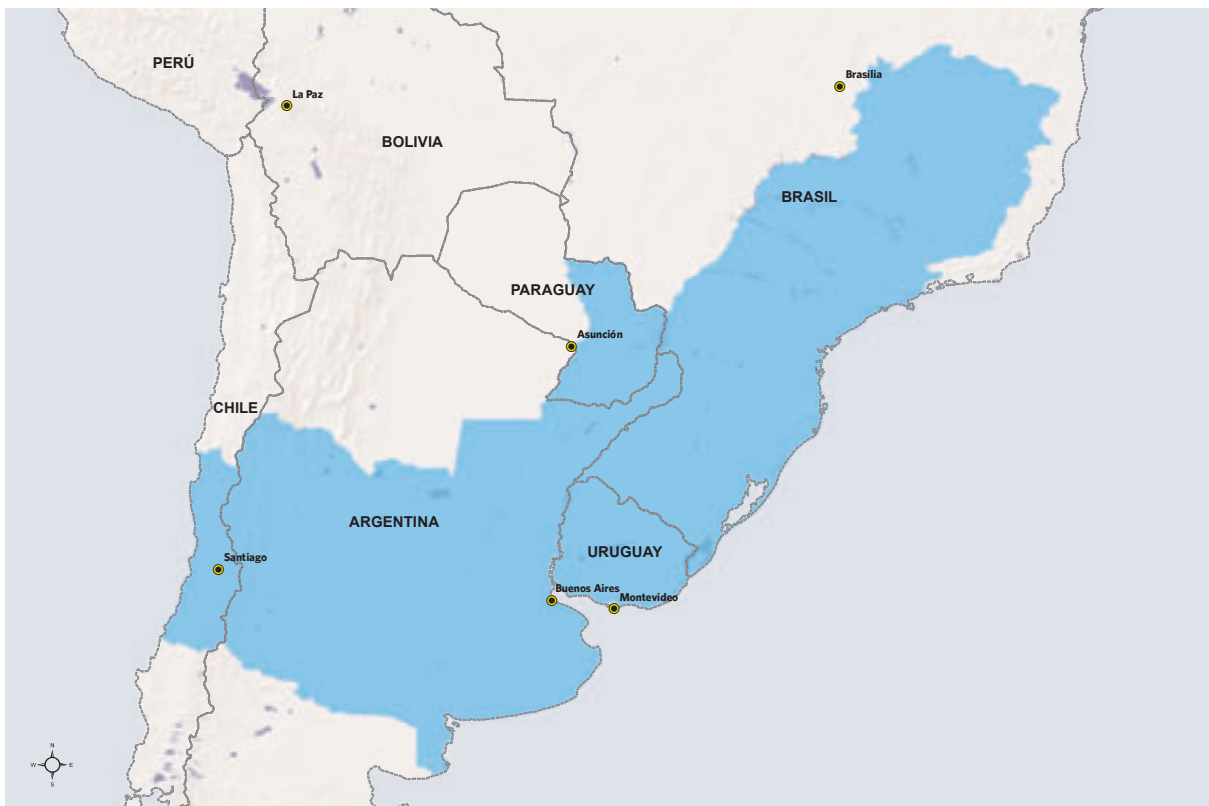 PERÚ
Brasília
La Paz
BOLIVIA
BRASIL
PARAGUAY
Asunción
CHILE
ARGENTINA
URUGUAY
Santiago
Buenos Aires
Montevideo
N
W E
S